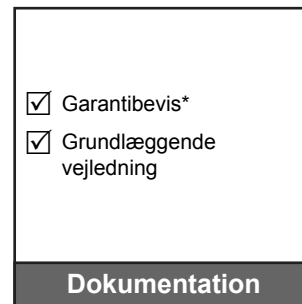 ☑ Garantibevis*
☑ Grundlæggende
vejledning
Dokumentation